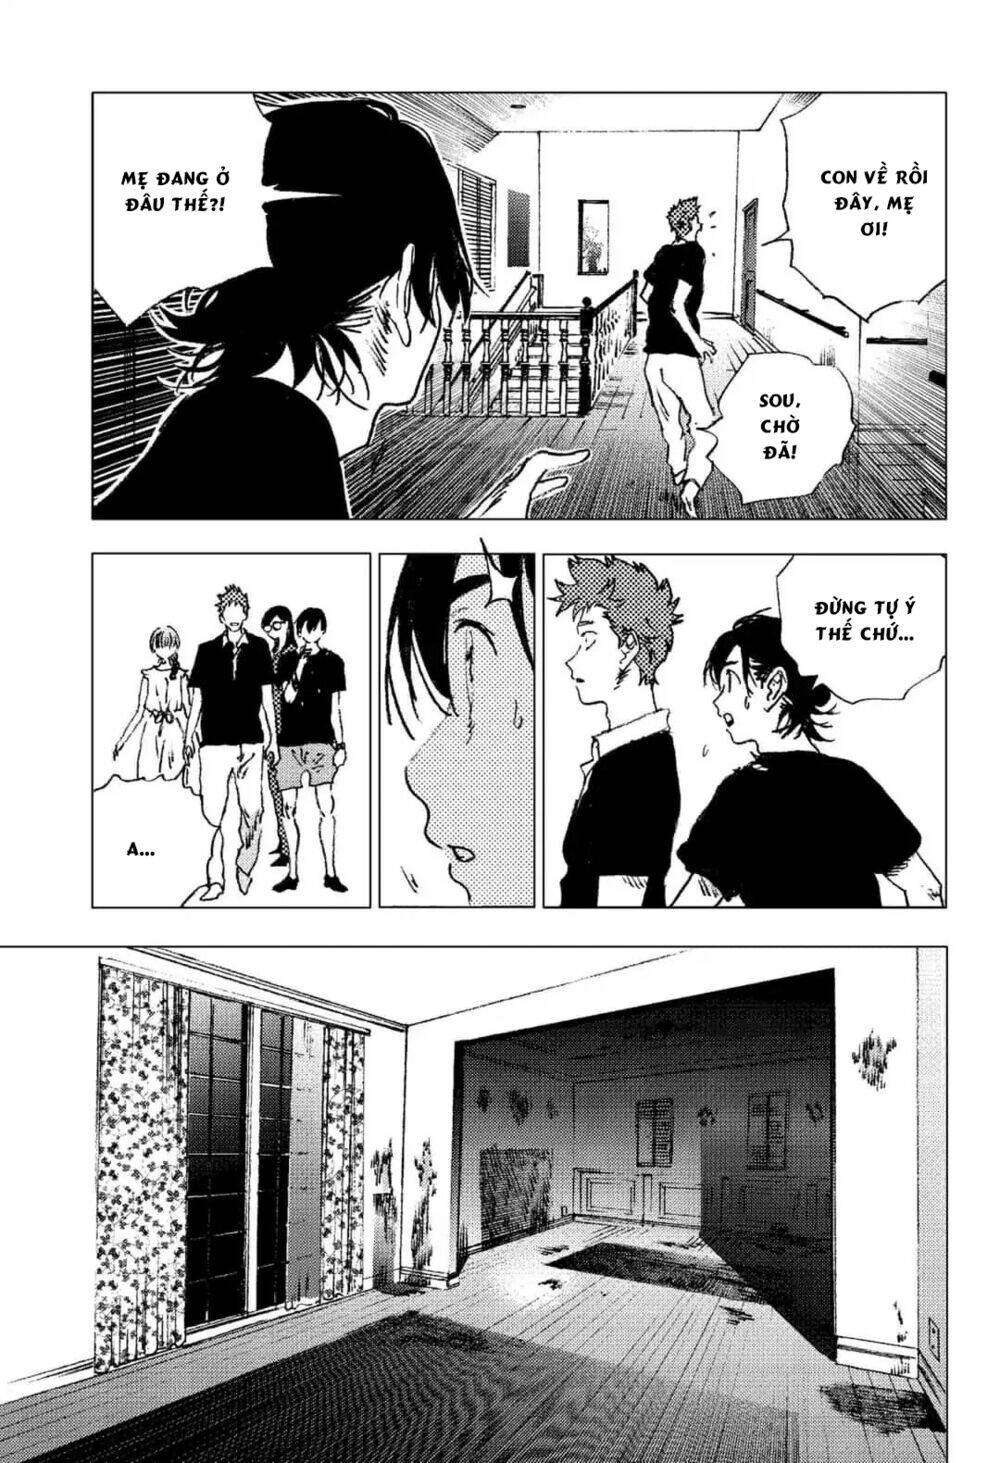 CON VỀ RỒI
ĐÂY, MẸ
ƠI!
MẸ ĐANG Ở
ĐÂU THẾ?!
SOU,
CHỜ
ĐÃ!
ĐỪNG TỰ Ý
THẾ CHỨ...
A...